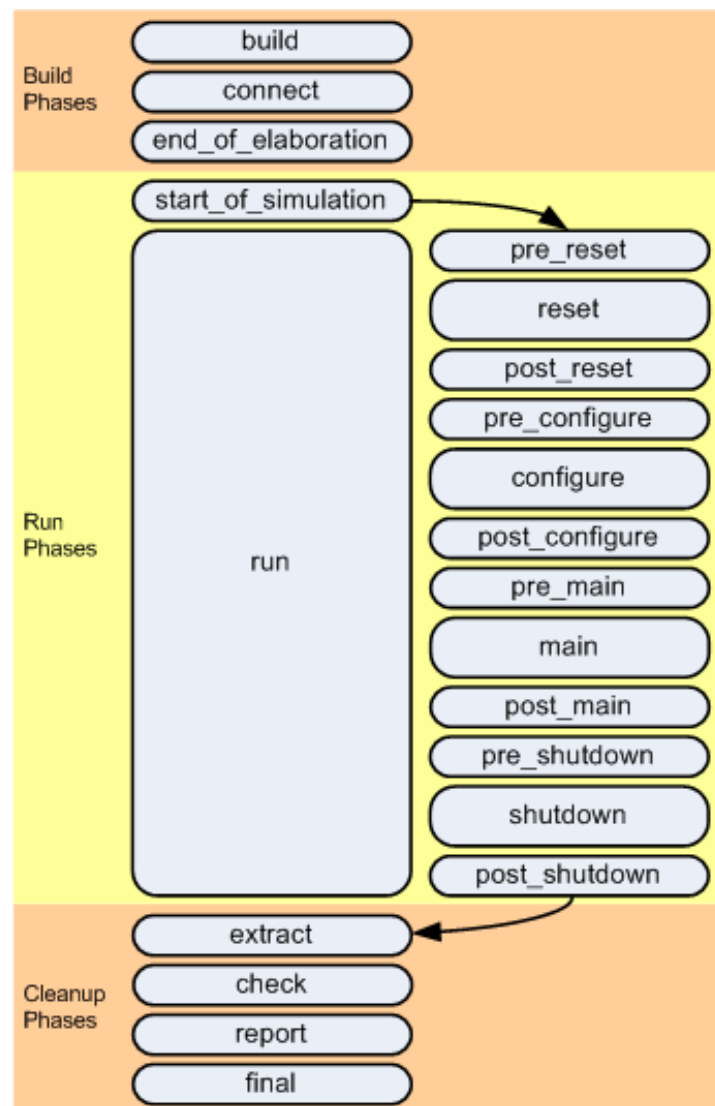 Build
Phases
build
connect
end_of_elaboration
Run
Phases
start_of_simulation
run
pre_reset
reset
post_reset
pre_configure
configure
post_configure
pre_main
main
post_main
pre_shutdown
shutdown
post_shutdown
Cleanup
Phases
extract
check
report
final